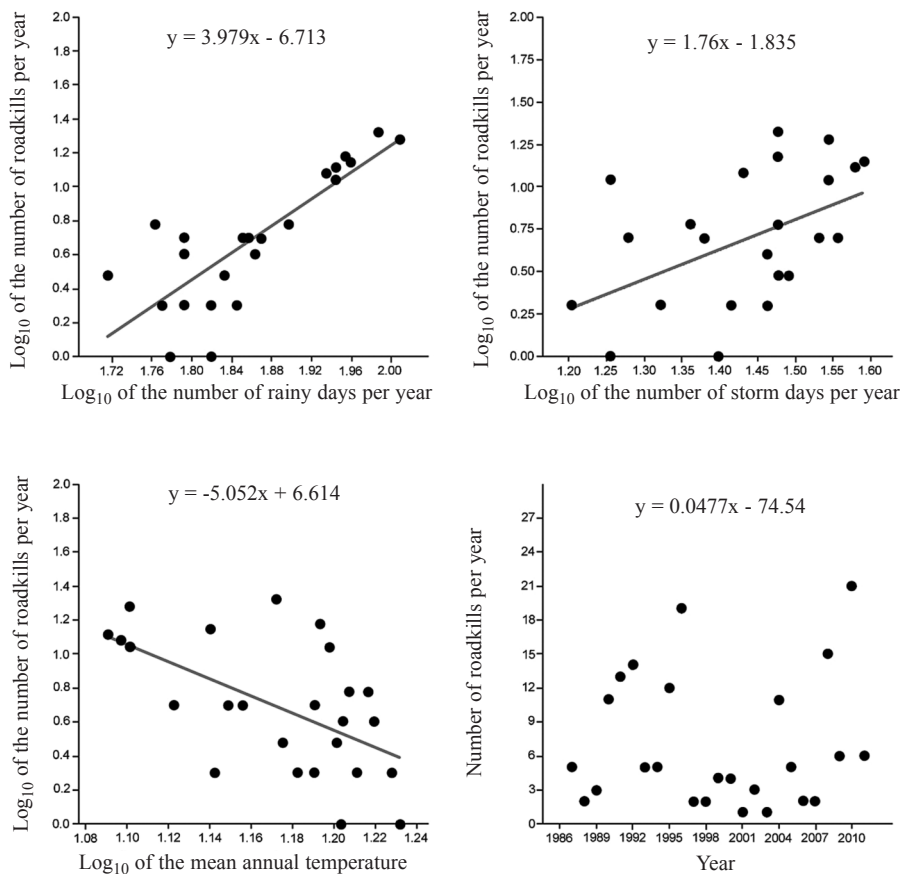 y = 3.979x - 6.713
Log10 of the number of roadkills per year
2.0
1.8
1.6
1.4
1.2
1.0
0.8
0.6
0.4
0.2
0.0
1.72 1.76 1.80 1.84 1.88 1.92 1.96 2.00
Log10 of the number of rainy days per year
y = 1.76x - 1.835
Log10 of the number of roadkills per year
2.00
1.75
1.50
1.25
1.00
0.75
0.50
0.25
0.00
1.20 1.25 1.30 1.35 1.40 1.45 1.50 1.55 1.60
Log10 of the number of storm days per year
y = -5.052x + 6.614
Log10 of the number of roadkills per year
2.0
1.8
1.6
1.4
1.2
1.0
0.8
0.6
0.4
0.2
0.0
1.08 1.10 1.12 1.14 1.16 1.18 1.20 1.22 1.24
Log10 of the mean annual temperature
y = 0.0477x - 74.54
Number of roadkills per year
27
24
21
18
15
12
9
6
3
0
1986 1989 1992 1995 1998 2001 2004 2007 2010
Year